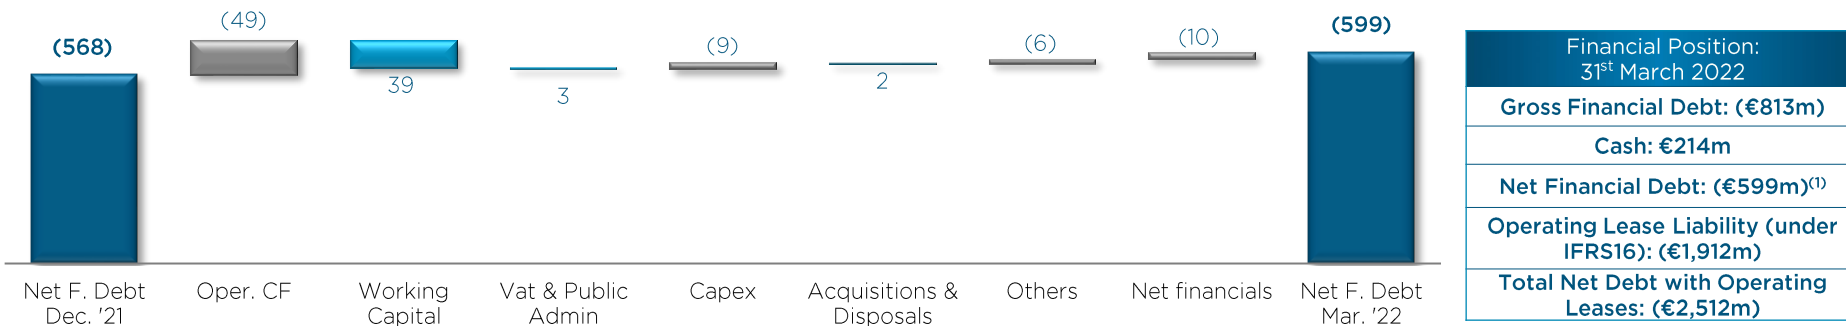 (568)
(49)
39
3
(9)
2
(6)
(10)
(599)
Net F. Debt
Dec. '21
Oper. CF
Working
Capital
Vat & Public
Admin
Capex
Acquisitions &
Disposals
Others
Net financials
Net F. Debt
Mar. '22
Financial Position:
31st March 2022
Gross Financial Debt: (€813m)
Cash: €214m
Net Financial Debt: (€599m)(1)
Operating Lease Liability (under
IFRS16): (€1,912m)
Total Net Debt with Operating
Leases: (€2,512m)